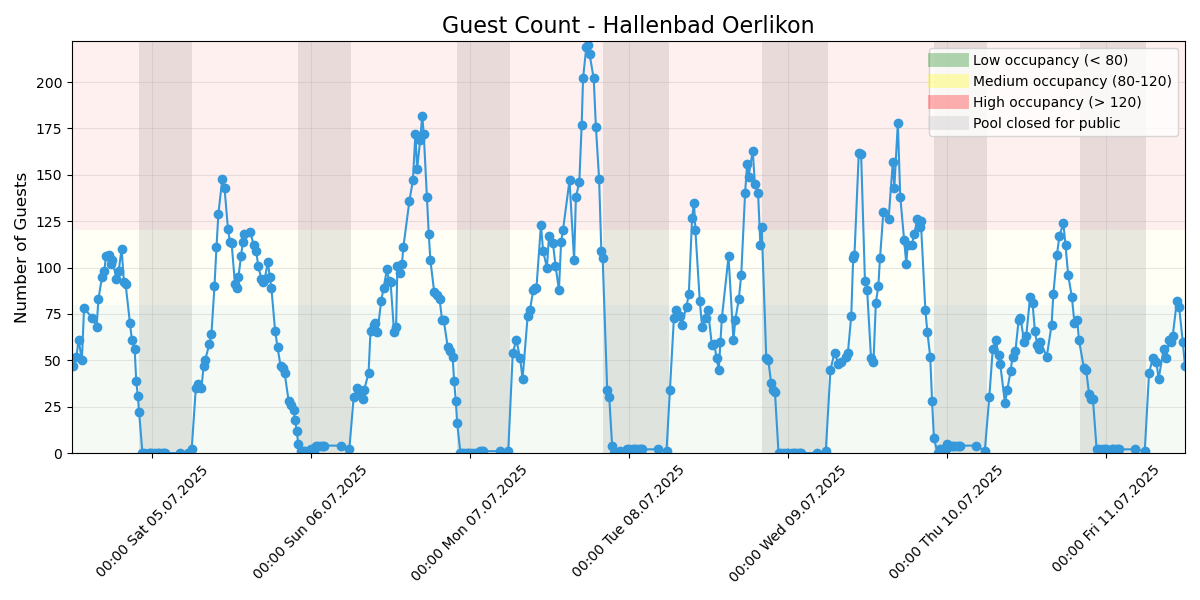 Guest Count - Hallenbad Oerlikon
Number of Guests
200
175
150
125
100
75
50
25
0
Low occupancy (< 80)
Medium occupancy (80-120)
High occupancy (> 120)
Pool closed for public
00:00 Sat 05.07.2025
00:00 Sun 06.07.2025
00:00 Mon 07.07.2025
00:00 Tue 08.07.2025
00:00 Wed 09.07.2025
00:00 Thu 10.07.2025
00:00 Fri 11.07.2025